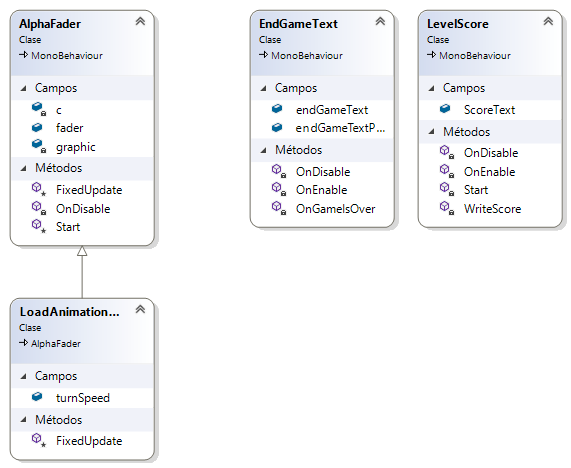 AlphaFader
Clase
MonoBehaviour
Campos
c
fader
graphic
Métodos
FixedUpdate
OnDisable
Start
EndGameText
Clase
MonoBehaviour
Campos
endGameText
endGameTextP...
Métodos
OnDisable
OnEnable
OnGameIsOver
LevelScore
Clase
MonoBehaviour
Campos
ScoreText
Métodos
OnDisable
OnEnable
Start
WriteScore
LoadAnimation...
Clase
AlphaFader
Campos
turnSpeed
Métodos
FixedUpdate